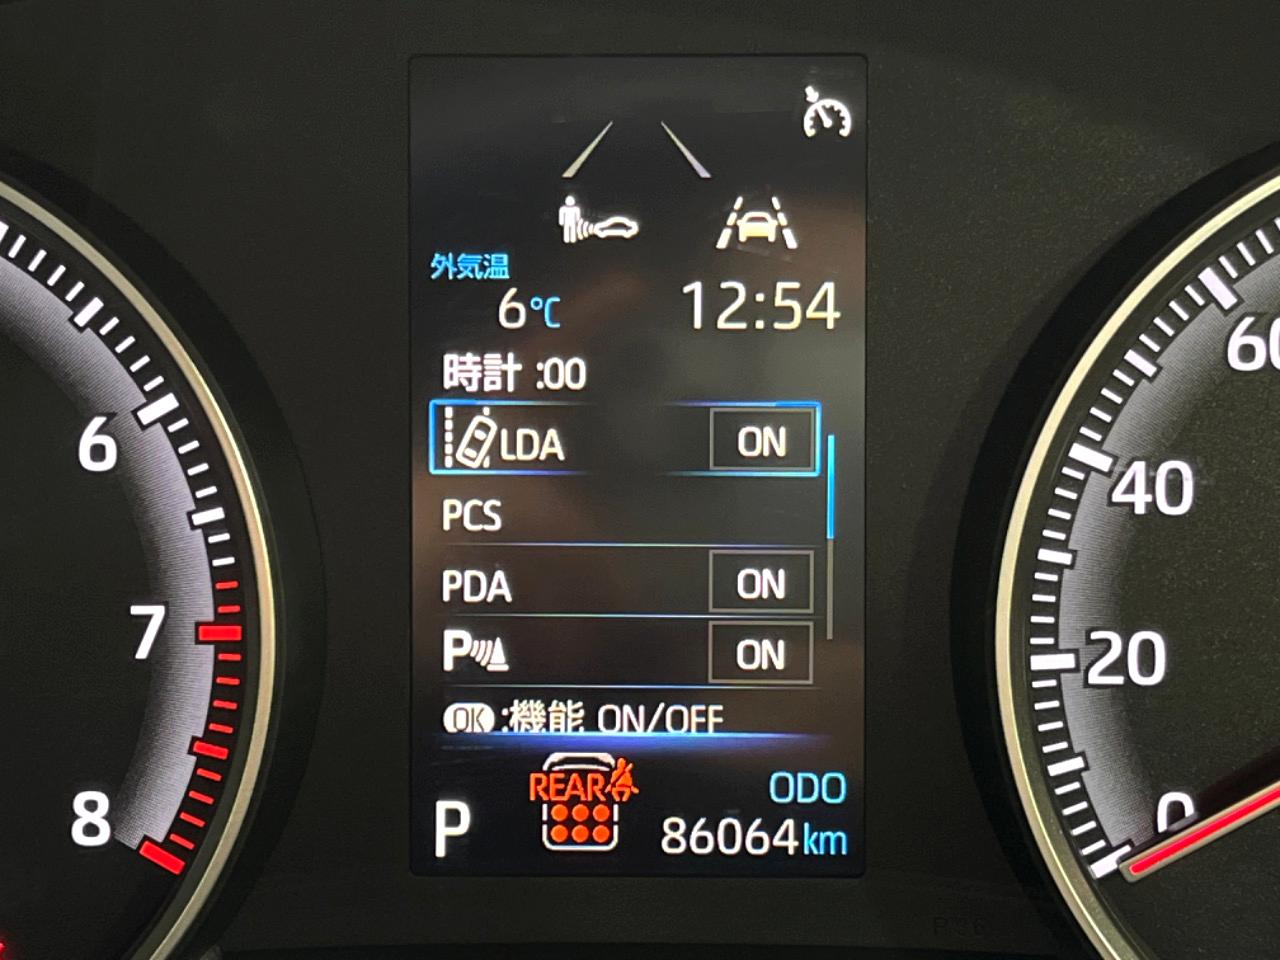 外気温
6℃ 12:54
時計 :00
LDA ON
PCS
PDA ON
P ON
OK :機能 ON/OFF
REAR
ODO
P
86064km
6
7
8
60
40
20
0